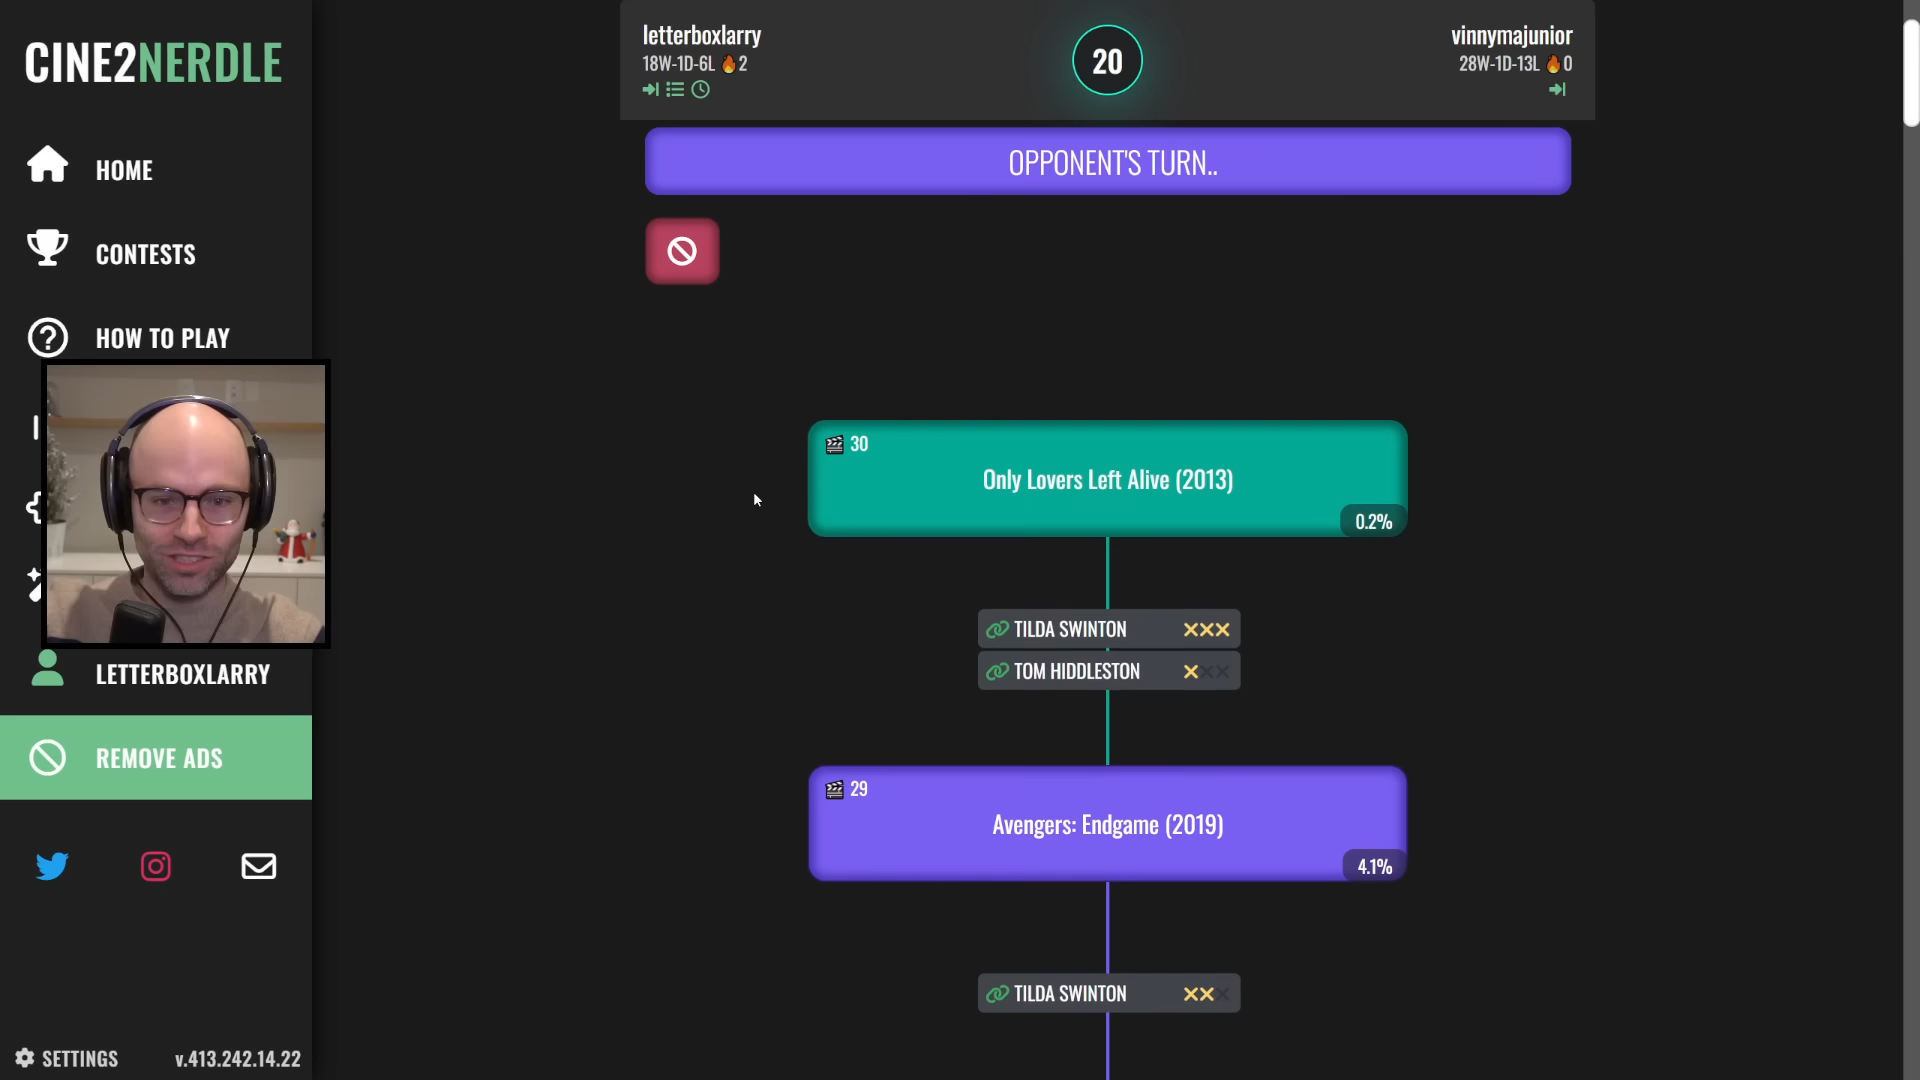 CINE2NERDLE
HOME
CONTESTS
HOW TO PLAY
LETTERBOXLARRY
REMOVE ADS
SETTINGS
v.413.242.14.22
letterboxlarry
18W-1D-6L 🔥2
20
vinnymajunior
28W-1D-13L 🔥0
OPPONENT'S TURN..
30
Only Lovers Left Alive (2013)
0.2%
TILDA SWINTON
TOM HIDDLESTON
29
Avengers: Endgame (2019)
4.1%
TILDA SWINTON